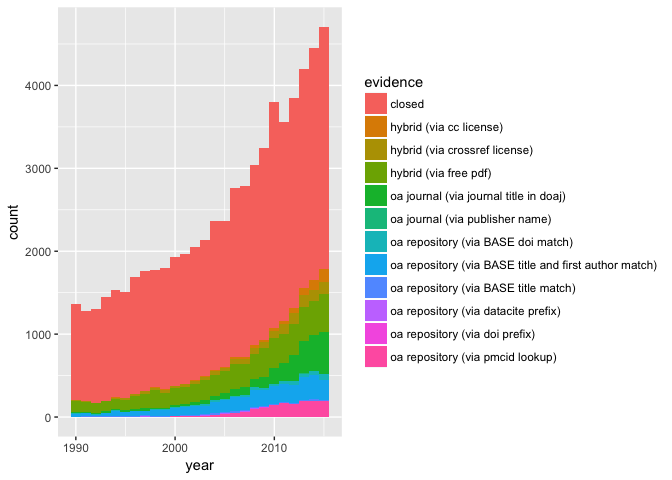 evidence
closed
hybrid (via cc license)
hybrid (via crossref license)
hybrid (via free pdf)
oa journal (via journal title in doaj)
oa journal (via publisher name)
oa repository (via BASE doi match)
oa repository (via BASE title and first author match)
oa repository (via BASE title match)
oa repository (via datacite prefix)
oa repository (via doi prefix)
oa repository (via pmcid lookup)
count
4000
3000
2000
1000
0
1990 2000 2010
year